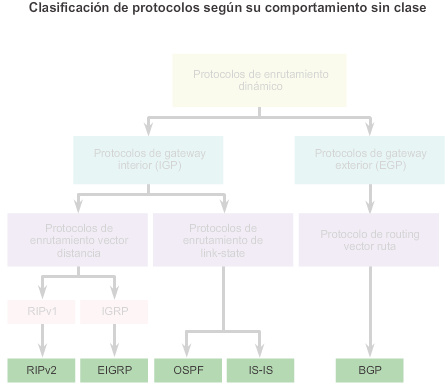 Clasificación de protocolos según su comportamiento sin clase
Protocolos de enrutamiento
dinámico
Protocolos de gateway
interior (IGP)
Protocolos de gateway
exterior (EGP)
Protocolos de
enrutamiento vector
distancia
Protocolos de
enrutamiento de
link-state
Protocolo de routing
vector ruta
RIPv1
IGRP
RIPv2
EIGRP
OSPF
IS-IS
BGP